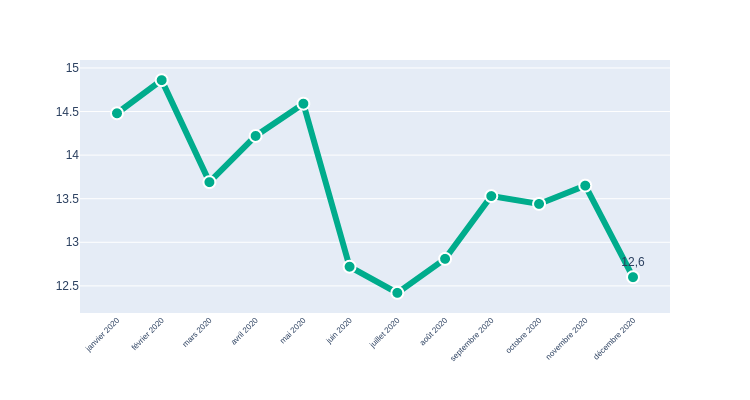 15
14.5
14
13.5
13
12.5
12,6
janvier 2020
février 2020
mars 2020
avril 2020
mai 2020
juin 2020
juillet 2020
août 2020
septembre 2020
octobre 2020
novembre 2020
décembre 2020